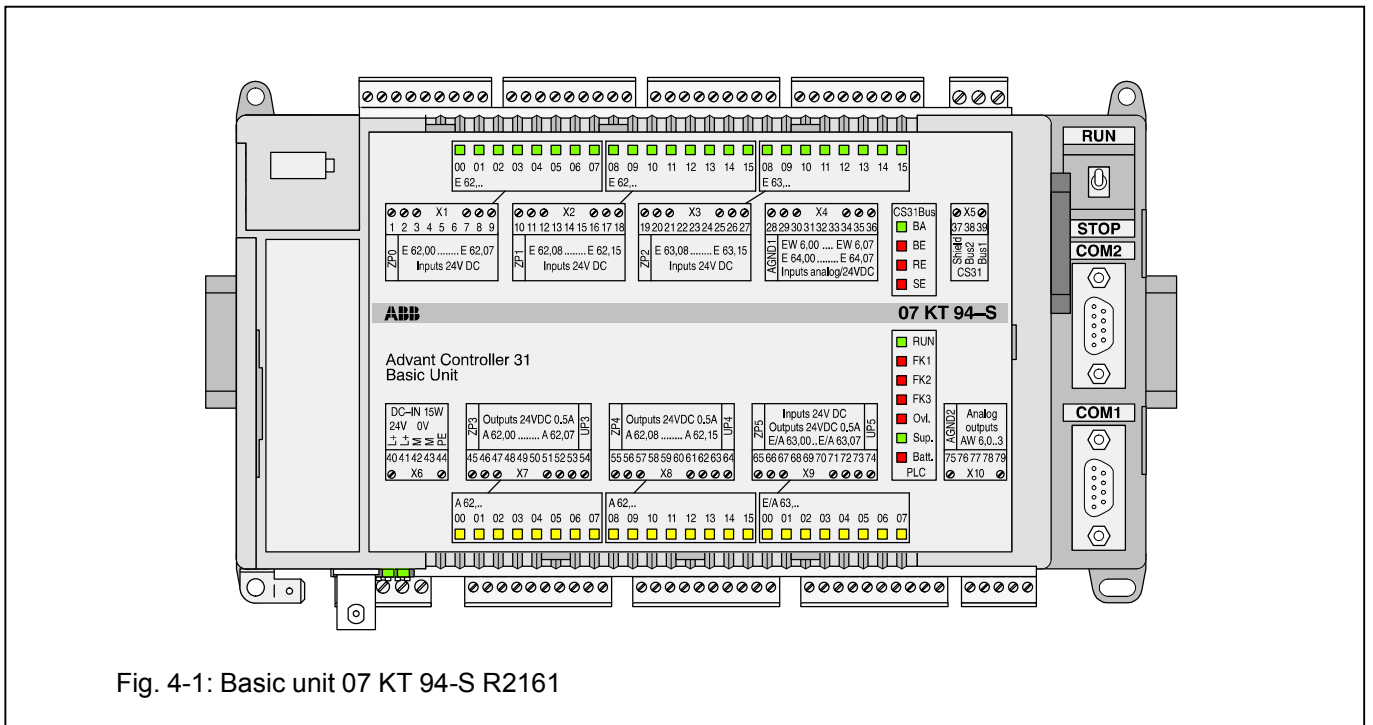 RUN
STOP
COM2
COM1
00 01 02 03 04 05 06 07
E 62,..
08 09 10 11 12 13 14 15
E 62,..
08 09 10 11 12 13 14 15
E 63,..
X1
1 2 3 4 5 6 7 8 9
ZP0
E 62,00 ........ E 62,07
Inputs 24V DC
X2
10 11 12 13 14 15 16 17 18
ZP1
E 62,08 ........ E 62,15
Inputs 24V DC
X3
19 20 21 22 23 24 25 26 27
ZP2
E 63,08 ........ E 63,15
Inputs 24V DC
X4
28 29 30 31 32 33 34 35 36
AGND1
EW 6,00 .... EW 6,07
E 64,00 ....... E 64,07
Inputs analog/24VDC
CS31Bus
BA
BE
RE
SE
X5
37 38 39
Shield
Bus2
Bus1
CS31
ABB
07 KT 94–S
Advant Controller 31
Basic Unit
RUN
FK1
FK2
FK3
Ovl.
Sup.
Batt.
PLC
DC–IN 15W
24V 0V
L+ L+ M M PE
40 41 42 43 44
X6
ZP3
Outputs 24VDC 0.5A
A 62,00 ........ A 62,07
UP3
45 46 47 48 49 50 51 52 53 54
X7
ZP4
Outputs 24VDC 0.5A
A 62,08 ........ A 62,15
UP4
55 56 57 58 59 60 61 62 63 64
X8
ZP5
Inputs 24V DC
Outputs 24VDC 0.5A
E/A 63,00..E/A 63,07
UP5
65 66 67 68 69 70 71 72 73 74
X9
AGND2
Analog
outputs
AW 6,0..3
75 76 77 78 79
X10
A 62,..
00 01 02 03 04 05 06 07
A 62,..
08 09 10 11 12 13 14 15
E/A 63,..
00 01 02 03 04 05 06 07
Fig. 4-1: Basic unit 07 KT 94-S R2161